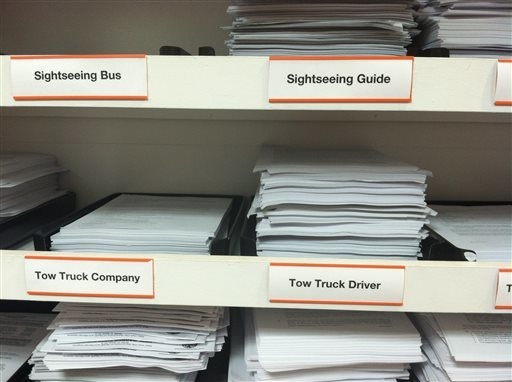 Sightseeing Bus
Sightseeing Guide
Tow Truck Company
Tow Truck Driver
T